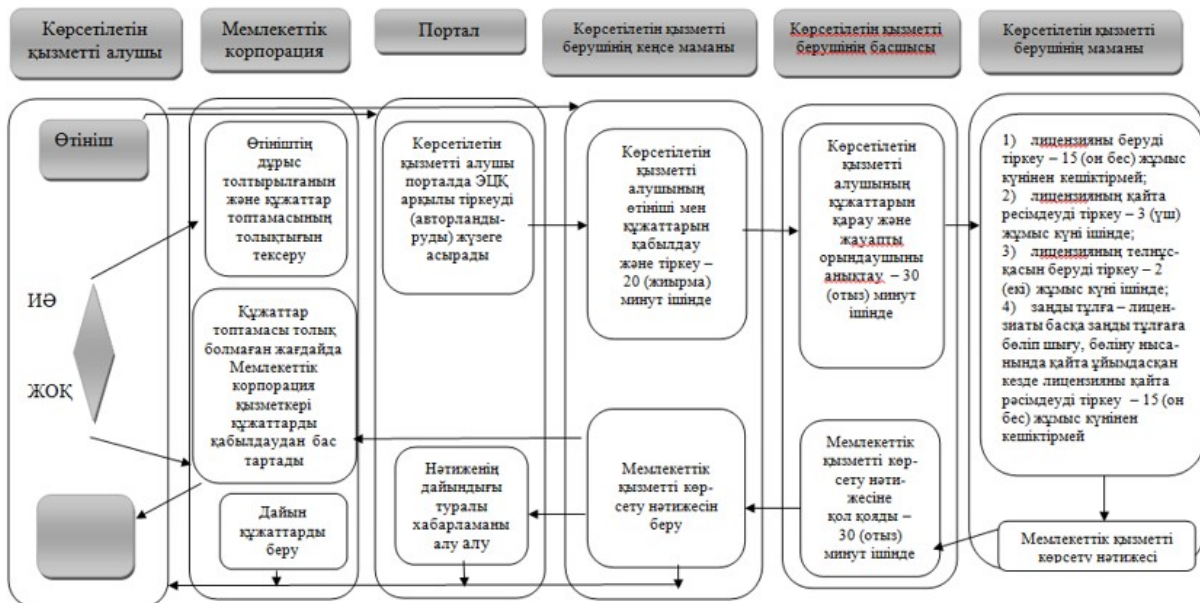 Көрсетілетін
қызметті алушы
Мемлекеттік
корпорация
Портал
Көрсетілетін қызметті
берушінің кеңсе маманы
Көрсетілетін қызметті
берушінің басшысы
Көрсетілетін қызметті
берушінің маманы
Өтініш
ИӘ
ЖОҚ
Өтініштің
дұрыс
толтырылғанын
және құжаттар
топтамасының
толықтығын
тексеру
Құжаттар
топтамасы толық
болмаған жағдайда
Мемлекеттік
корпорация
қызметкері
құжаттарды
қабылдаудан бас
тартады
Дайын
құжаттарды
беру
Көрсетілетін
қызметті алушы
порталда ЭЦҚ
арқылы тіркеуді
(авторланды-
руды) жүзеге
асырады
Нәтиженің
дайындығы
туралы
хабарламаны
алу алу
Көрсетілетін
қызметті
алушының
өтініші мен
құжаттарын
қабылдау
және тіркеу –
20 (жиырма)
минут ішінде
Мемлекеттік
қызметті көр-
сету нәтижесін
беру
Көрсетілетін
қызметті
алушының
құжаттарын
қарау және
жауапты
орындаушыны
анықтау – 30
(отыз) минут
ішінде
Мемлекеттік
қызметті көр-
сету нәти-
жесіне
қол қояды –
30 (отыз)
минут ішінде
1) лицензияны беруді
тіркеу – 15 (он бес) жұмыс
күнінен кешіктірмей;
2) лицензияның қайта
ресімдеуді тіркеу – 3 (үш)
жұмыс күні ішінде;
3) лицензияның телнұс-
қасын беруді тіркеу – 2
(екі) жұмыс күні ішінде;
4) заңды тұлға – лицен-
зиаты басқа заңды тұлғаға
бөліп шығу, бөліну ныса-
нында қайта ұйымдасқан
кезде лицензияны қайта
рәсімдеуді тіркеу – 15 (он
бес) жұмыс күнінен
кешіктірмей
Мемлекеттік қызметті
көрсету нәтижесі